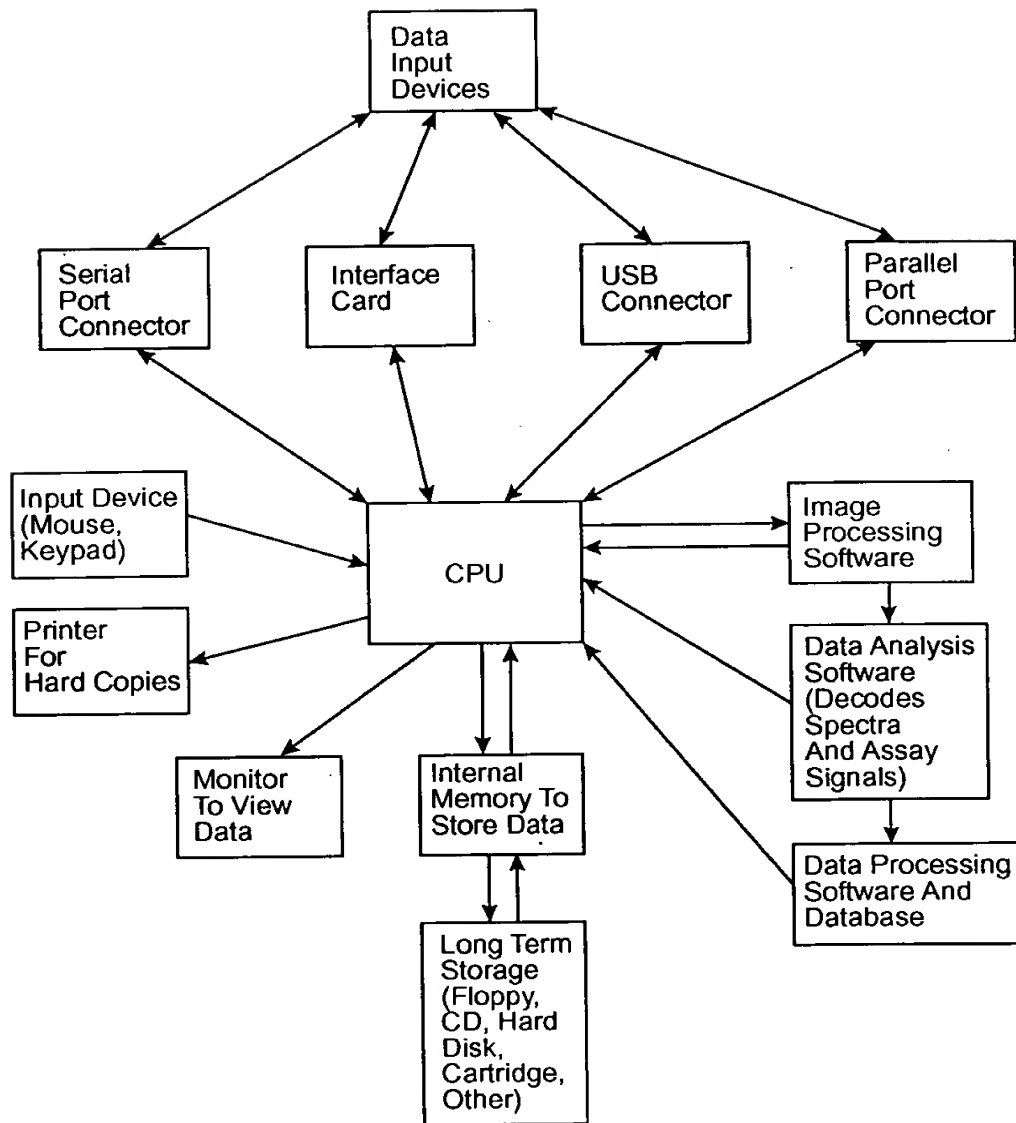 Data
Input
Devices
Serial
Port
Connector
Interface
Card
USB
Connector
Parallel
Port
Connector
Input Device
(Mouse,
Keypad)
CPU
Image
Processing
Software
Printer
For
Hard Copies
Data Analysis
Software
(Decodes
Spectra
And Assay
Signals)
Monitor
To View
Data
Internal
Memory To
Store Data
Data Processing
Software And
Database
Long Term
Storage
(Floppy,
CD, Hard
Disk,
Cartridge,
Other)